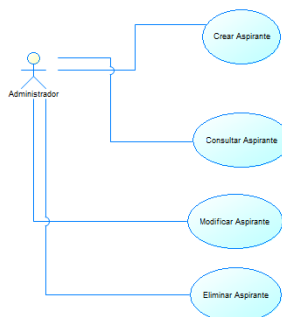 Crear Aspirante
Administrador
Consultar Aspirante
Modificar Aspirante
Eliminar Aspirante